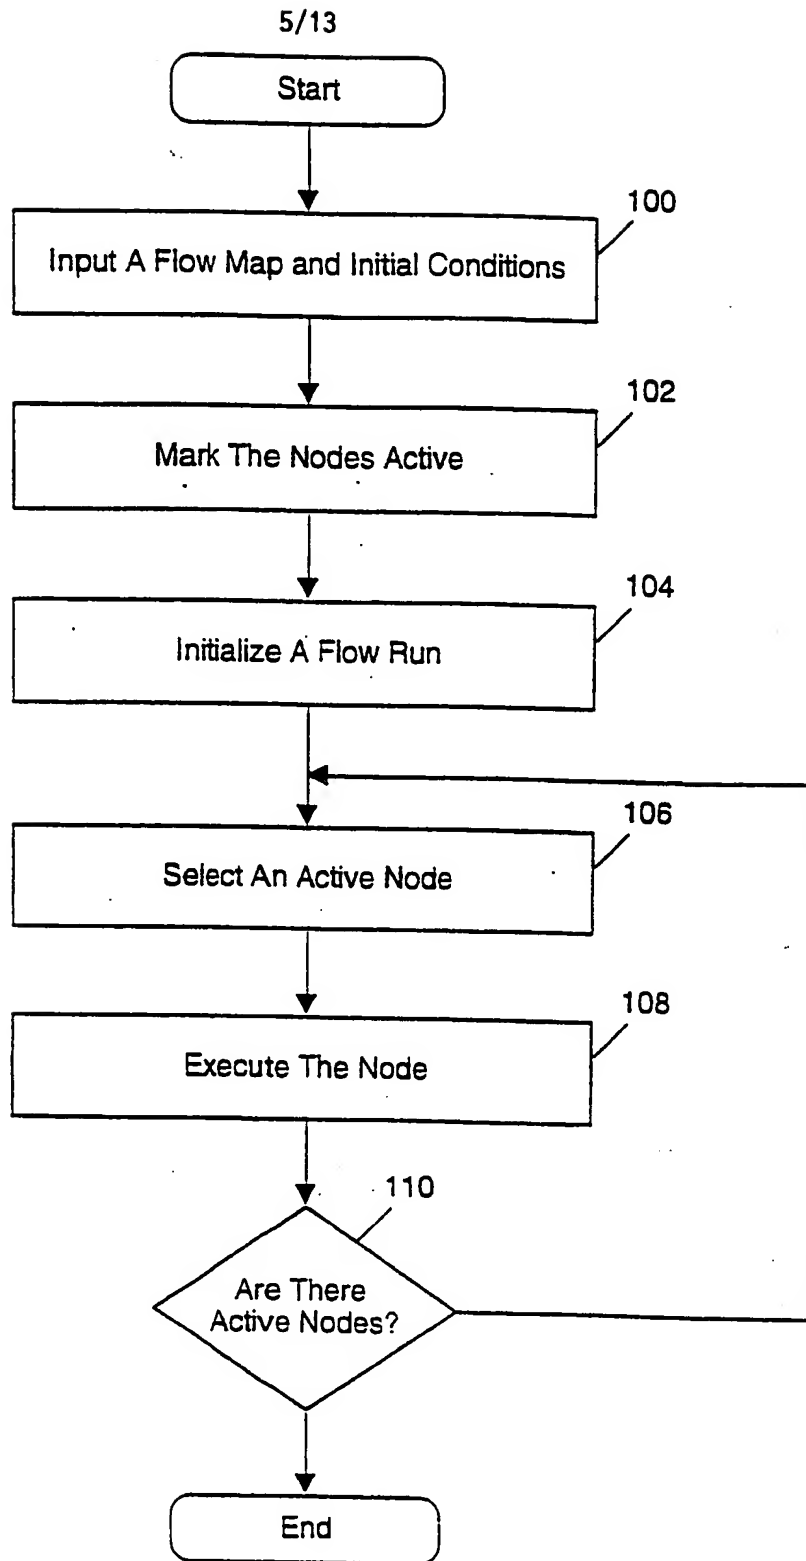 5/13
Start
100
Input A Flow Map and Initial Conditions
102
Mark The Nodes Active
104
Initialize A Flow Run
106
Select An Active Node
108
Execute The Node
110
Are There
Active Nodes?
End